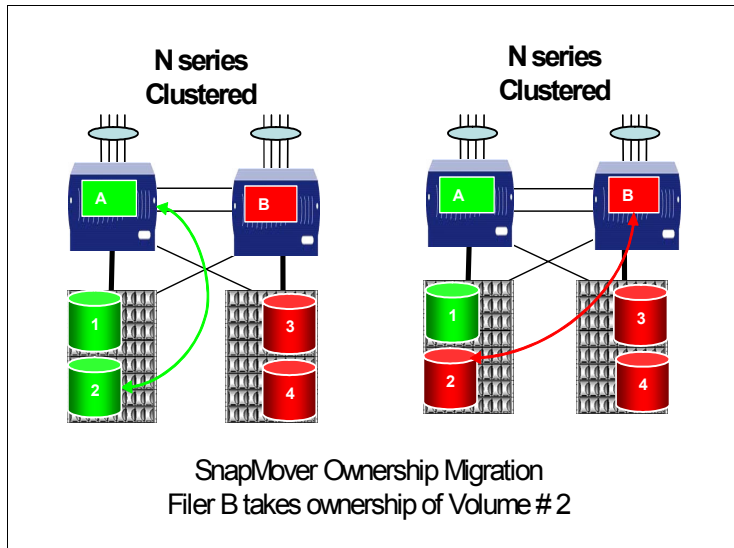 N series
Clustered
A
B
1
2
3
4
N series
Clustered
A
B
1
2
3
4
SnapMover Ownership Migration
Filer B takes ownership of Volume # 2